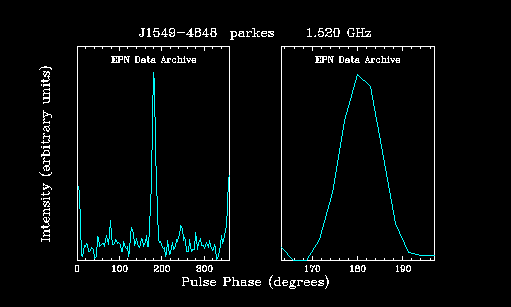 J1549-4848 parkes 1.520 GHz
EPN Data Archive EPN Data Archive
Intensity (arbitrary units)
0 100 200 300 170 180 190
Pulse Phase (degrees)